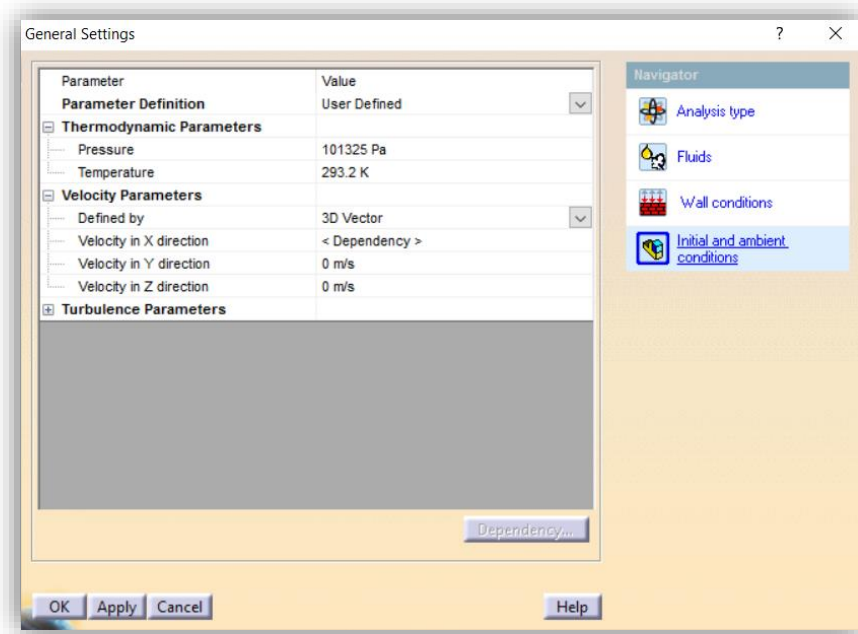 General Settings
? X
Parameter Value
Parameter Definition User Defined
Thermodynamic Parameters
Pressure 101325 Pa
Temperature 293.2 K
Velocity Parameters
Defined by 3D Vector
Velocity in X direction < Dependency >
Velocity in Y direction 0 m/s
Velocity in Z direction 0 m/s
Turbulence Parameters
Dependency...
OK Apply Cancel Help
Navigator
Analysis type
Fluids
Wall conditions
Initial and ambient
conditions